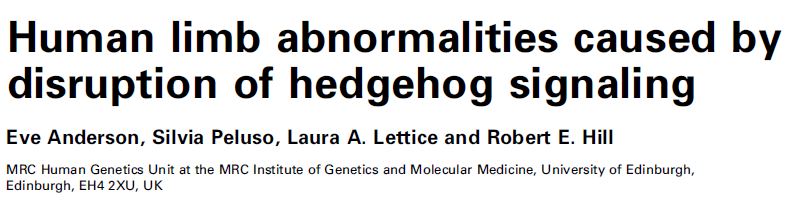 Human limb abnormalities caused by
disruption of hedgehog signaling
Eve Anderson, Silvia Peluso, Laura A. Lettice and Robert E. Hill
MRC Human Genetics Unit at the MRC Institute of Genetics and Molecular Medicine, University of Edinburgh,
Edinburgh, EH4 2XU, UK